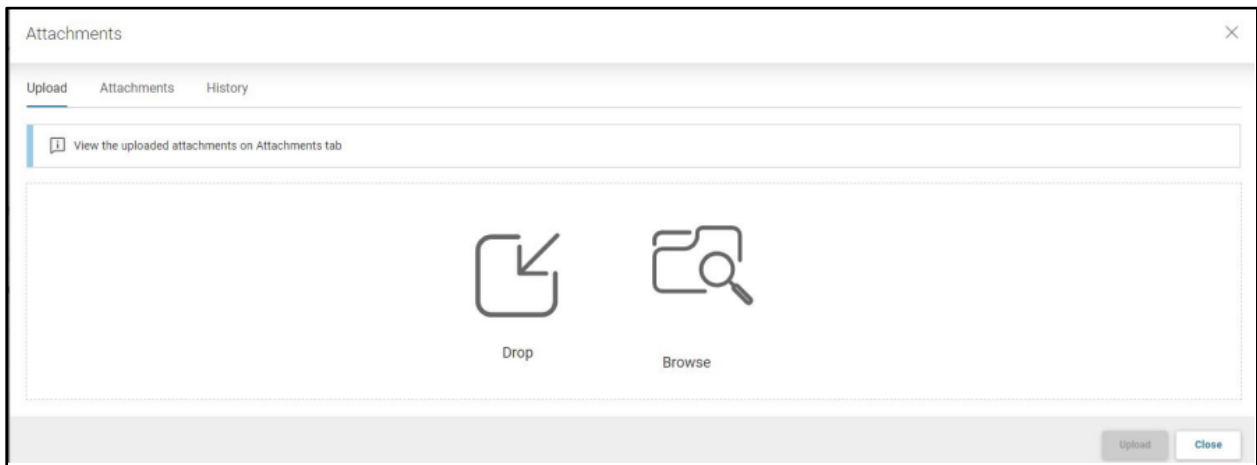 Attachments
Upload Attachments History
View the uploaded attachments on Attachments tab
Drop
Browse
Upload Close